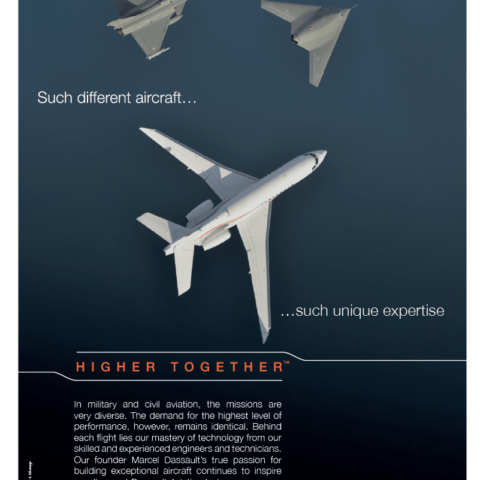 Such different aircraft...
...such unique expertise
HIGHER TOGETHER™
In military and civil aviation, the missions are
very diverse. The demand for the highest level of
performance, however, remains identical. Behind
each flight lies our mastery of technology from our
skilled and experienced engineers and technicians.
Our founder Marcel Dassault's true passion for
building exceptional aircraft continues to inspire